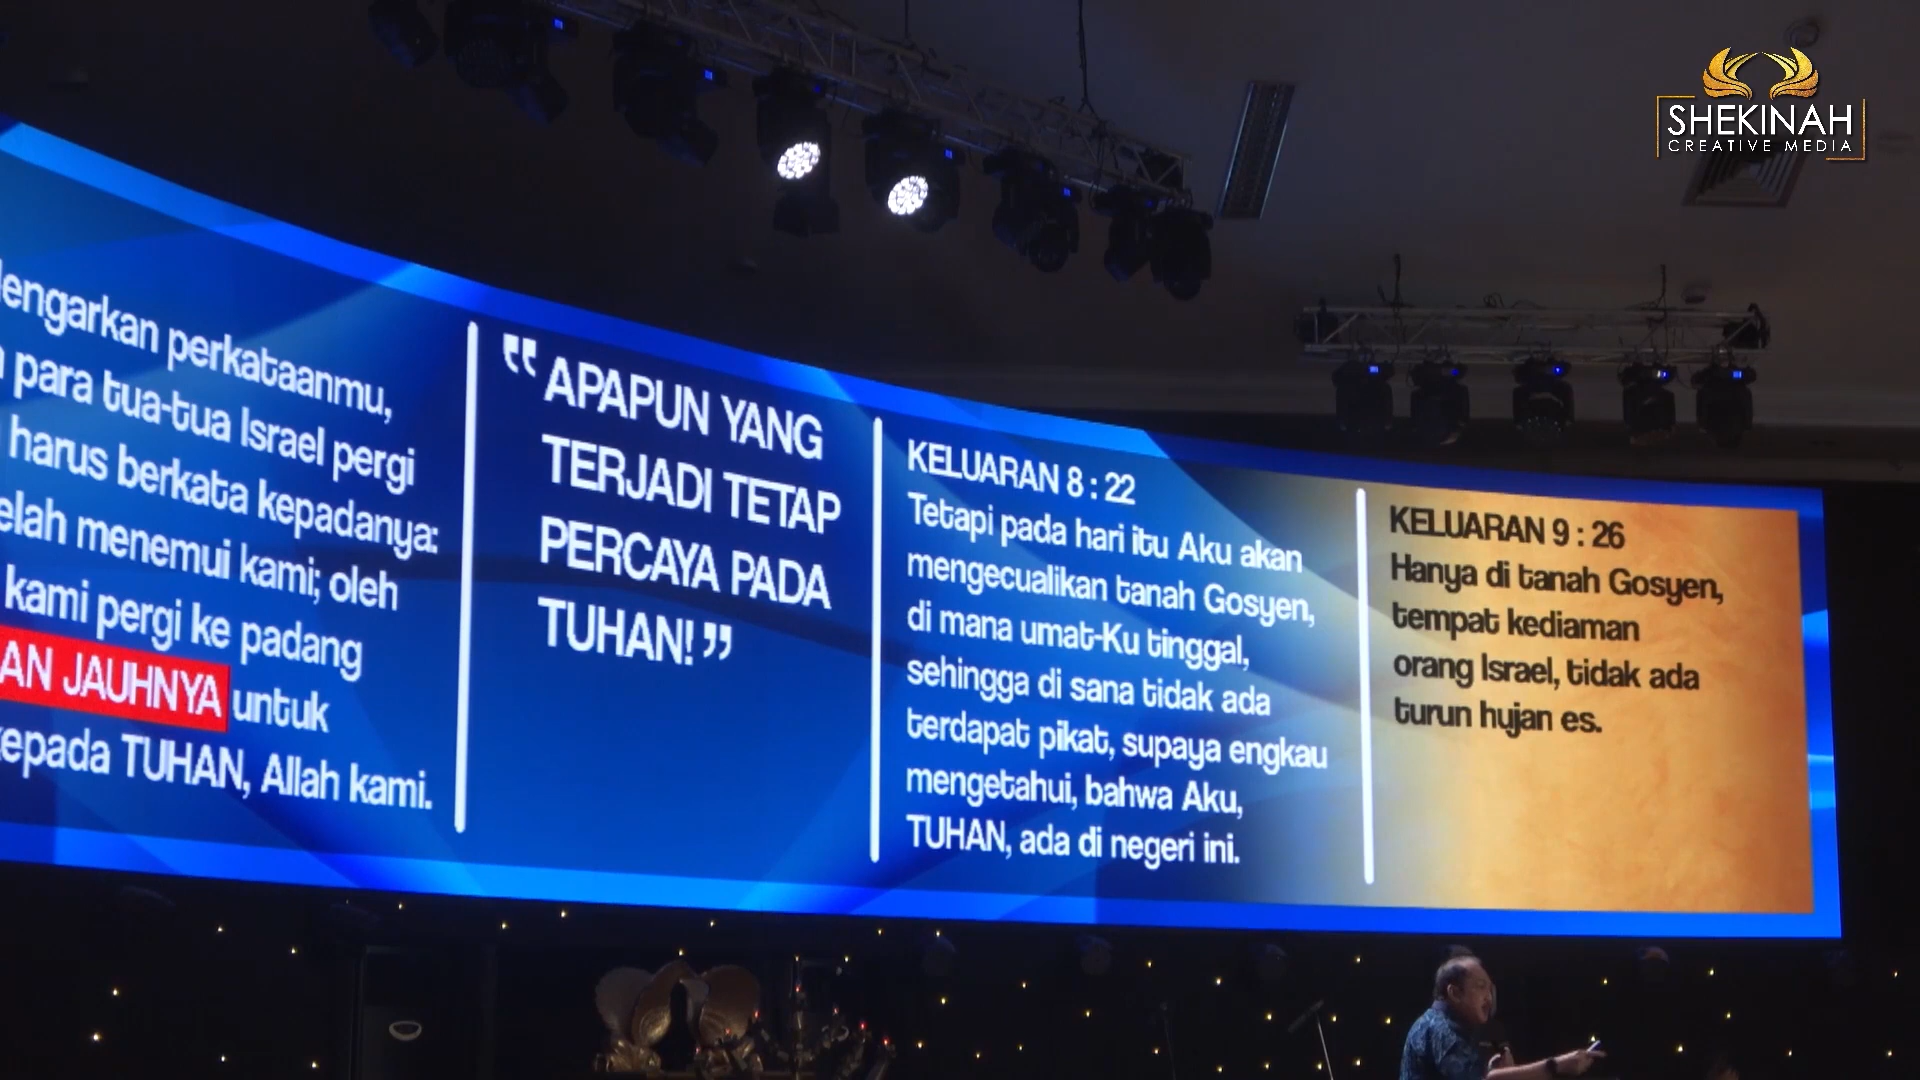 SHEKINAH
CREATIVE MEDIA
perkataanmu,
para tua-tua Israel pergi
harus berkata kepadanya:
menemui kami; oleh
kami pergi ke padang
JAUHNYA untuk
TUHAN, Allah kami.
“APAPUN YANG
TERJADI TETAP
PERCAYA PADA
TUHAN!”
KELUARAN 8 : 22
Tetapi pada hari itu Aku akan
mengecualikan tanah Gosyen,
di mana umat-Ku tinggal,
sehingga di sana tidak ada
terdapat pikat, supaya engkau
mengetahui, bahwa Aku,
TUHAN, ada di negeri ini.
KELUARAN 9 : 26
Hanya di tanah Gosyen,
tempat kediaman
orang Israel, tidak ada
turun hujan es.